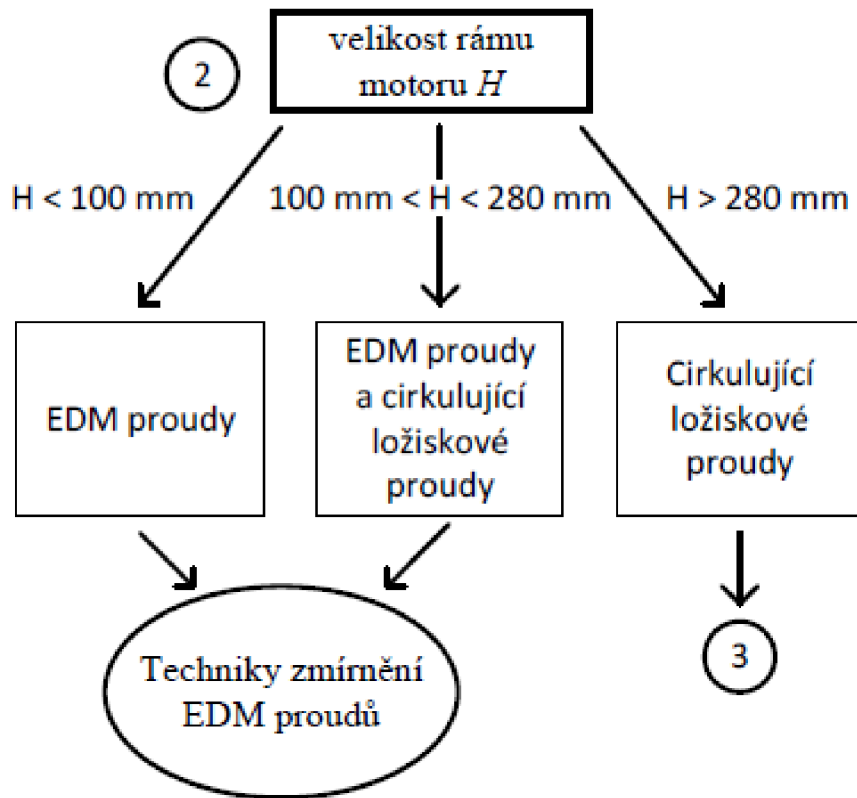 2
velikost rámu
motoru H
H < 100 mm
100 mm < H < 280 mm
H > 280 mm
EDM proudy
EDM proudy
a cirkulující
ložiskové
proudy
Cirkulující
ložiskové
proudy
Techniky zmírnění
EDM proudů
3